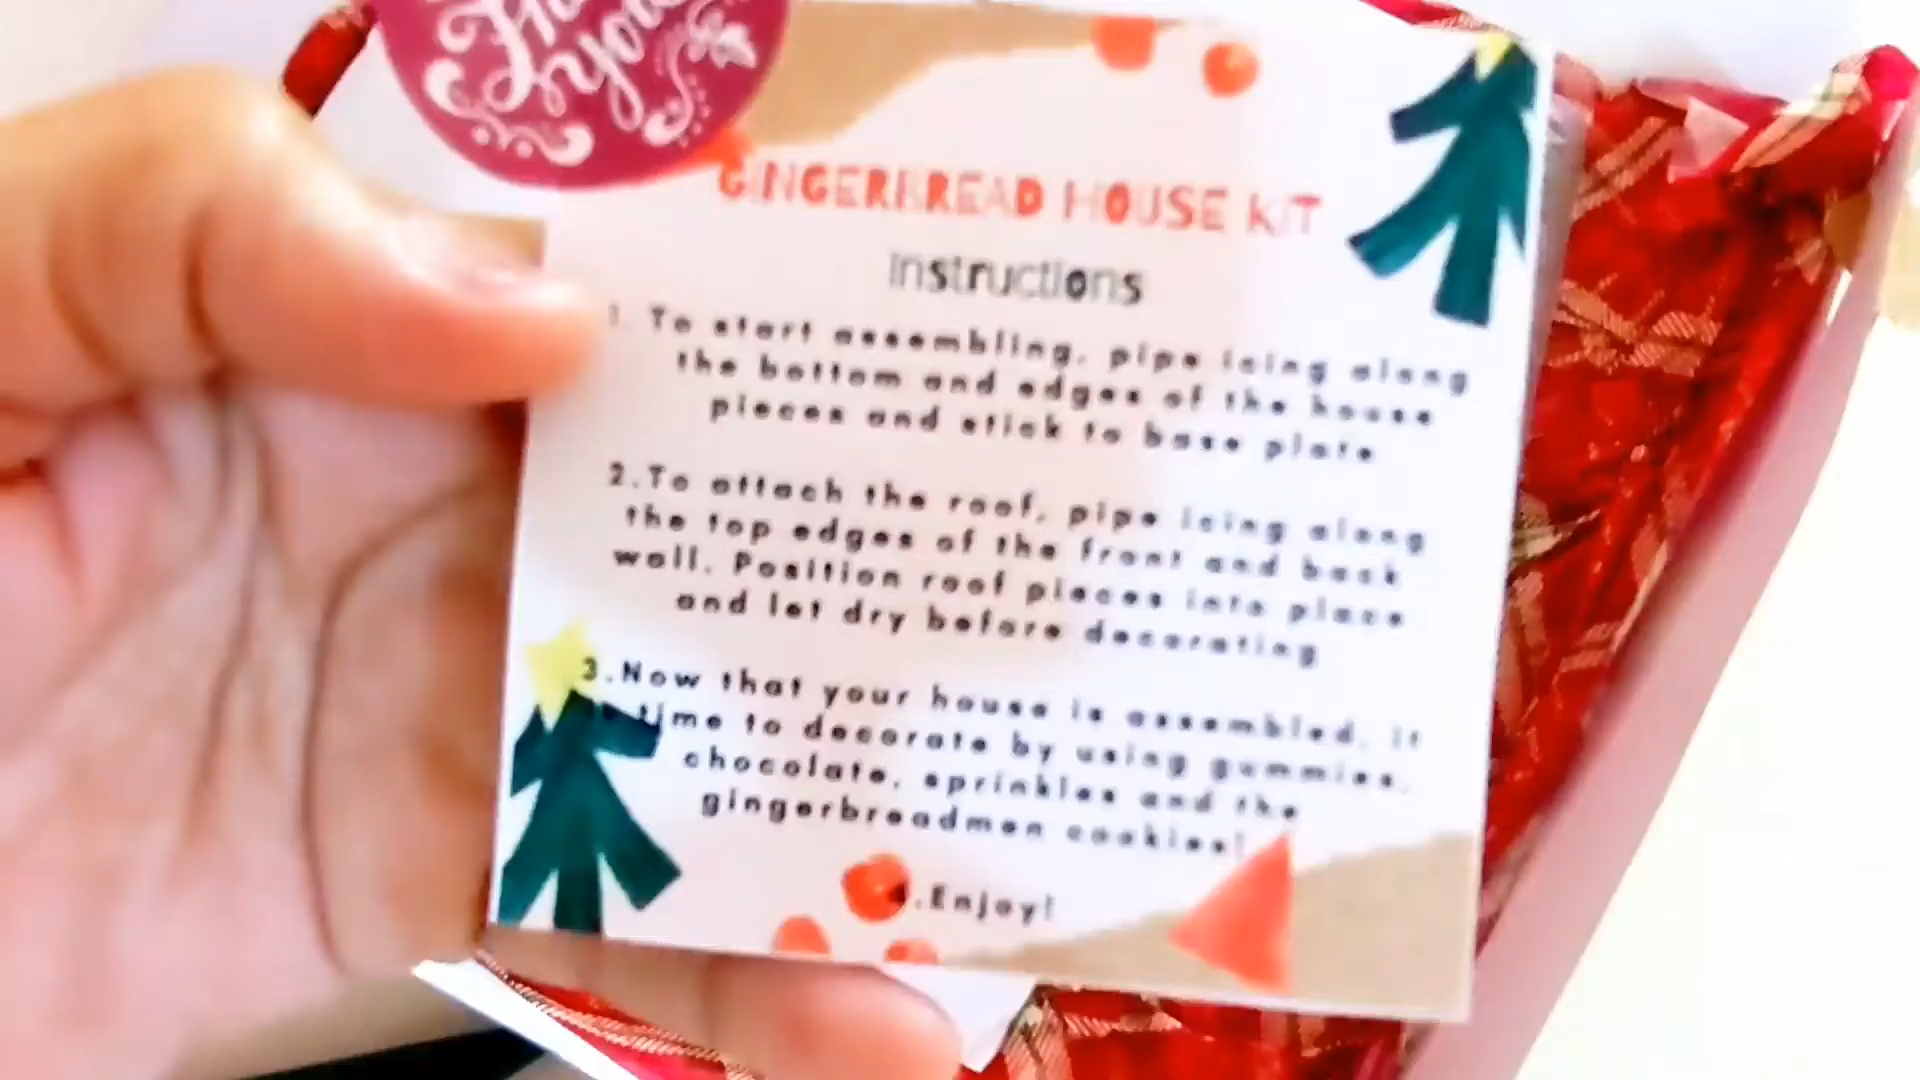 Thank
you
GINGERBREAD HOUSE KIT
Instructions
1. To start assembling, pipe icing along
the bottom and edges of the house
pieces and stick to base plate
2.To attach the roof, pipe icing along
the top edges of the front and back
wall. Position roof pieces into place
and let dry before decorating
3.Now that your house is assembled, it
time to decorate by using gummies,
chocolate, sprinkles and the
gingerbreadmen cookies!
4.Enjoy!